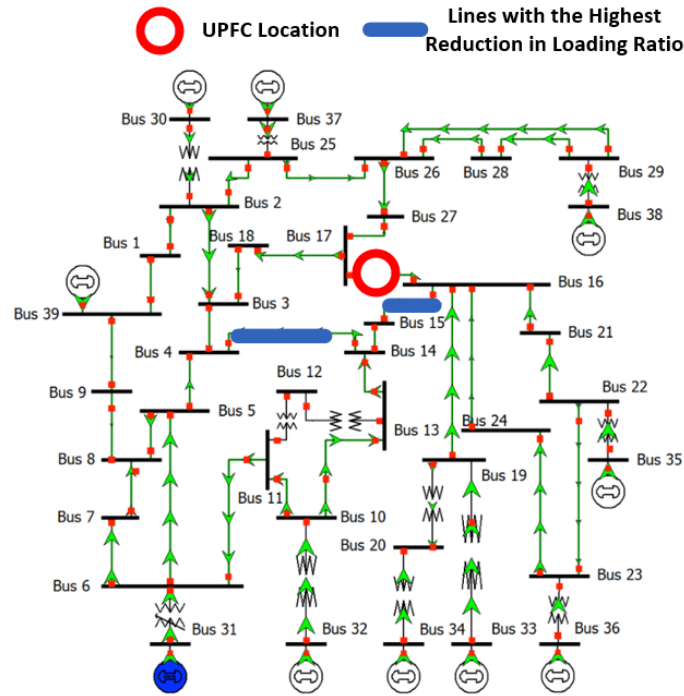 UPFC Location
Lines with the Highest
Reduction in Loading Ratio
Bus 30
Bus 37
Bus 25
Bus 26
Bus 28
Bus 29
Bus 2
Bus 38
Bus 27
Bus 18
Bus 17
Bus 1
Bus 16
Bus 39
Bus 3
Bus 15
Bus 21
Bus 4
Bus 14
Bus 12
Bus 9
Bus 22
Bus 5
Bus 13
Bus 24
Bus 8
Bus 35
Bus 19
Bus 11
Bus 7
Bus 10
Bus 20
Bus 6
Bus 23
Bus 31
Bus 32
Bus 34
Bus 33
Bus 36